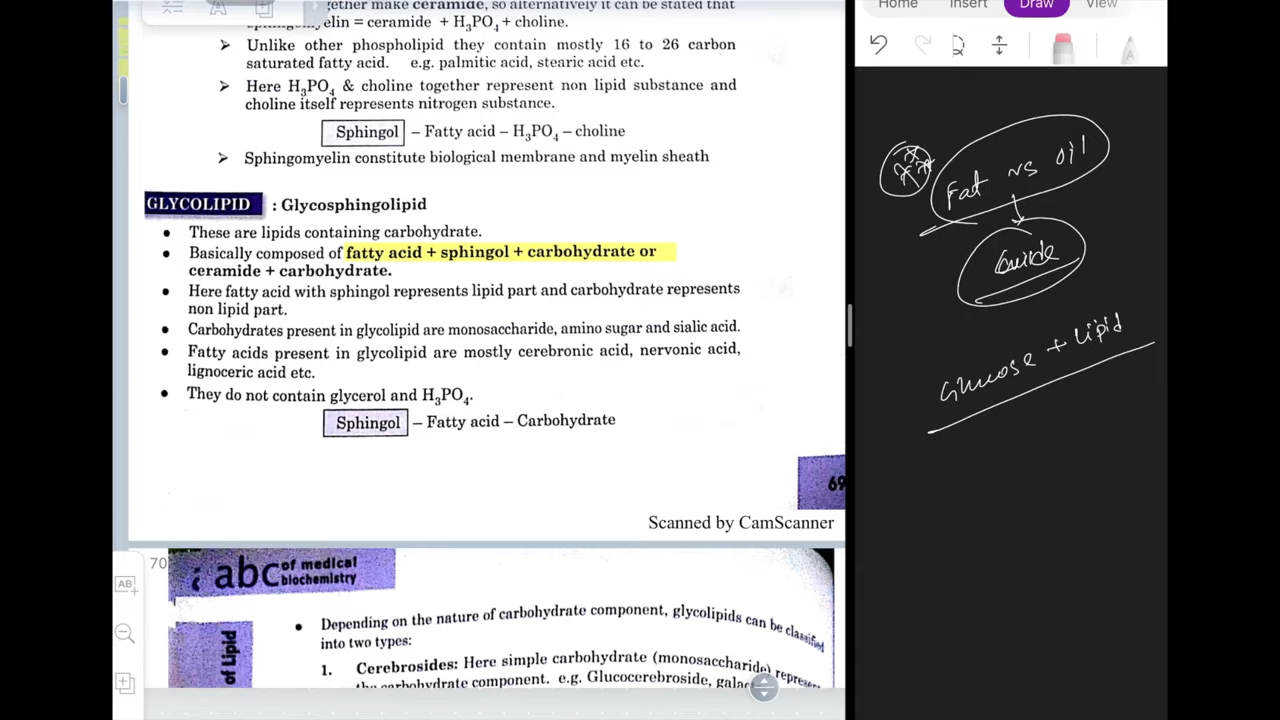 gether make ceramide, so alternatively it can be stated that
sphingomyelin = ceramide + H₃PO₄ + choline.
➢ Unlike other phospholipid they contain mostly 16 to 26 carbon
saturated fatty acid. e.g. palmitic acid, stearic acid etc.
➢ Here H₃PO₄ & choline together represent non lipid substance and
choline itself represents nitrogen substance.
Sphingol – Fatty acid – H₃PO₄ – choline
➢ Sphingomyelin constitute biological membrane and myelin sheath
GLYCOLIPID : Glycosphingolipid
• These are lipids containing carbohydrate.
• Basically composed of fatty acid + sphingol + carbohydrate or
ceramide + carbohydrate.
• Here fatty acid with sphingol represents lipid part and carbohydrate represents
non lipid part.
• Carbohydrates present in glycolipid are monosaccharide, amino sugar and sialic acid.
• Fatty acids present in glycolipid are mostly cerebronic acid, nervonic acid,
lignoceric acid etc.
• They do not contain glycerol and H₃PO₄.
Sphingol – Fatty acid – Carbohydrate
69
Scanned by CamScanner
70
abc of medical
biochemistry
of Lipid
• Depending on the nature of carbohydrate component, glycolipids can be classified
into two types:
1. Cerebrosides: Here simple carbohydrate (monosaccharide) represent
the carbohydrate component. e.g. Glucocerebroside, galac
Home Insert Draw View
Fat vs oil
Glucose + Lipid